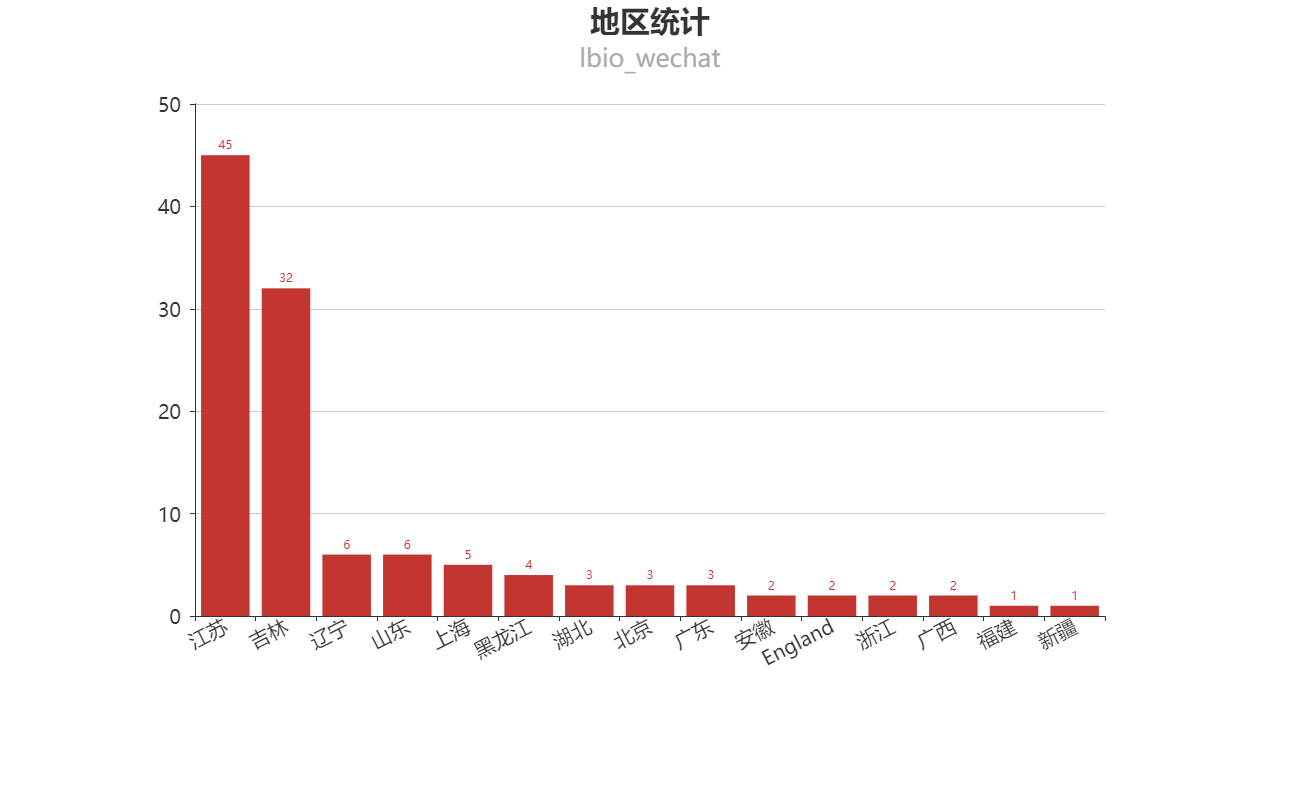 地区统计
lbio_wechat
50
40
30
20
10
0
45
32
6
6
5
4
3
3
3
2
2
2
2
1
1
江苏
吉林
辽宁
山东
上海
黑龙江
湖北
北京
广东
安徽
England
浙江
广西
福建
新疆